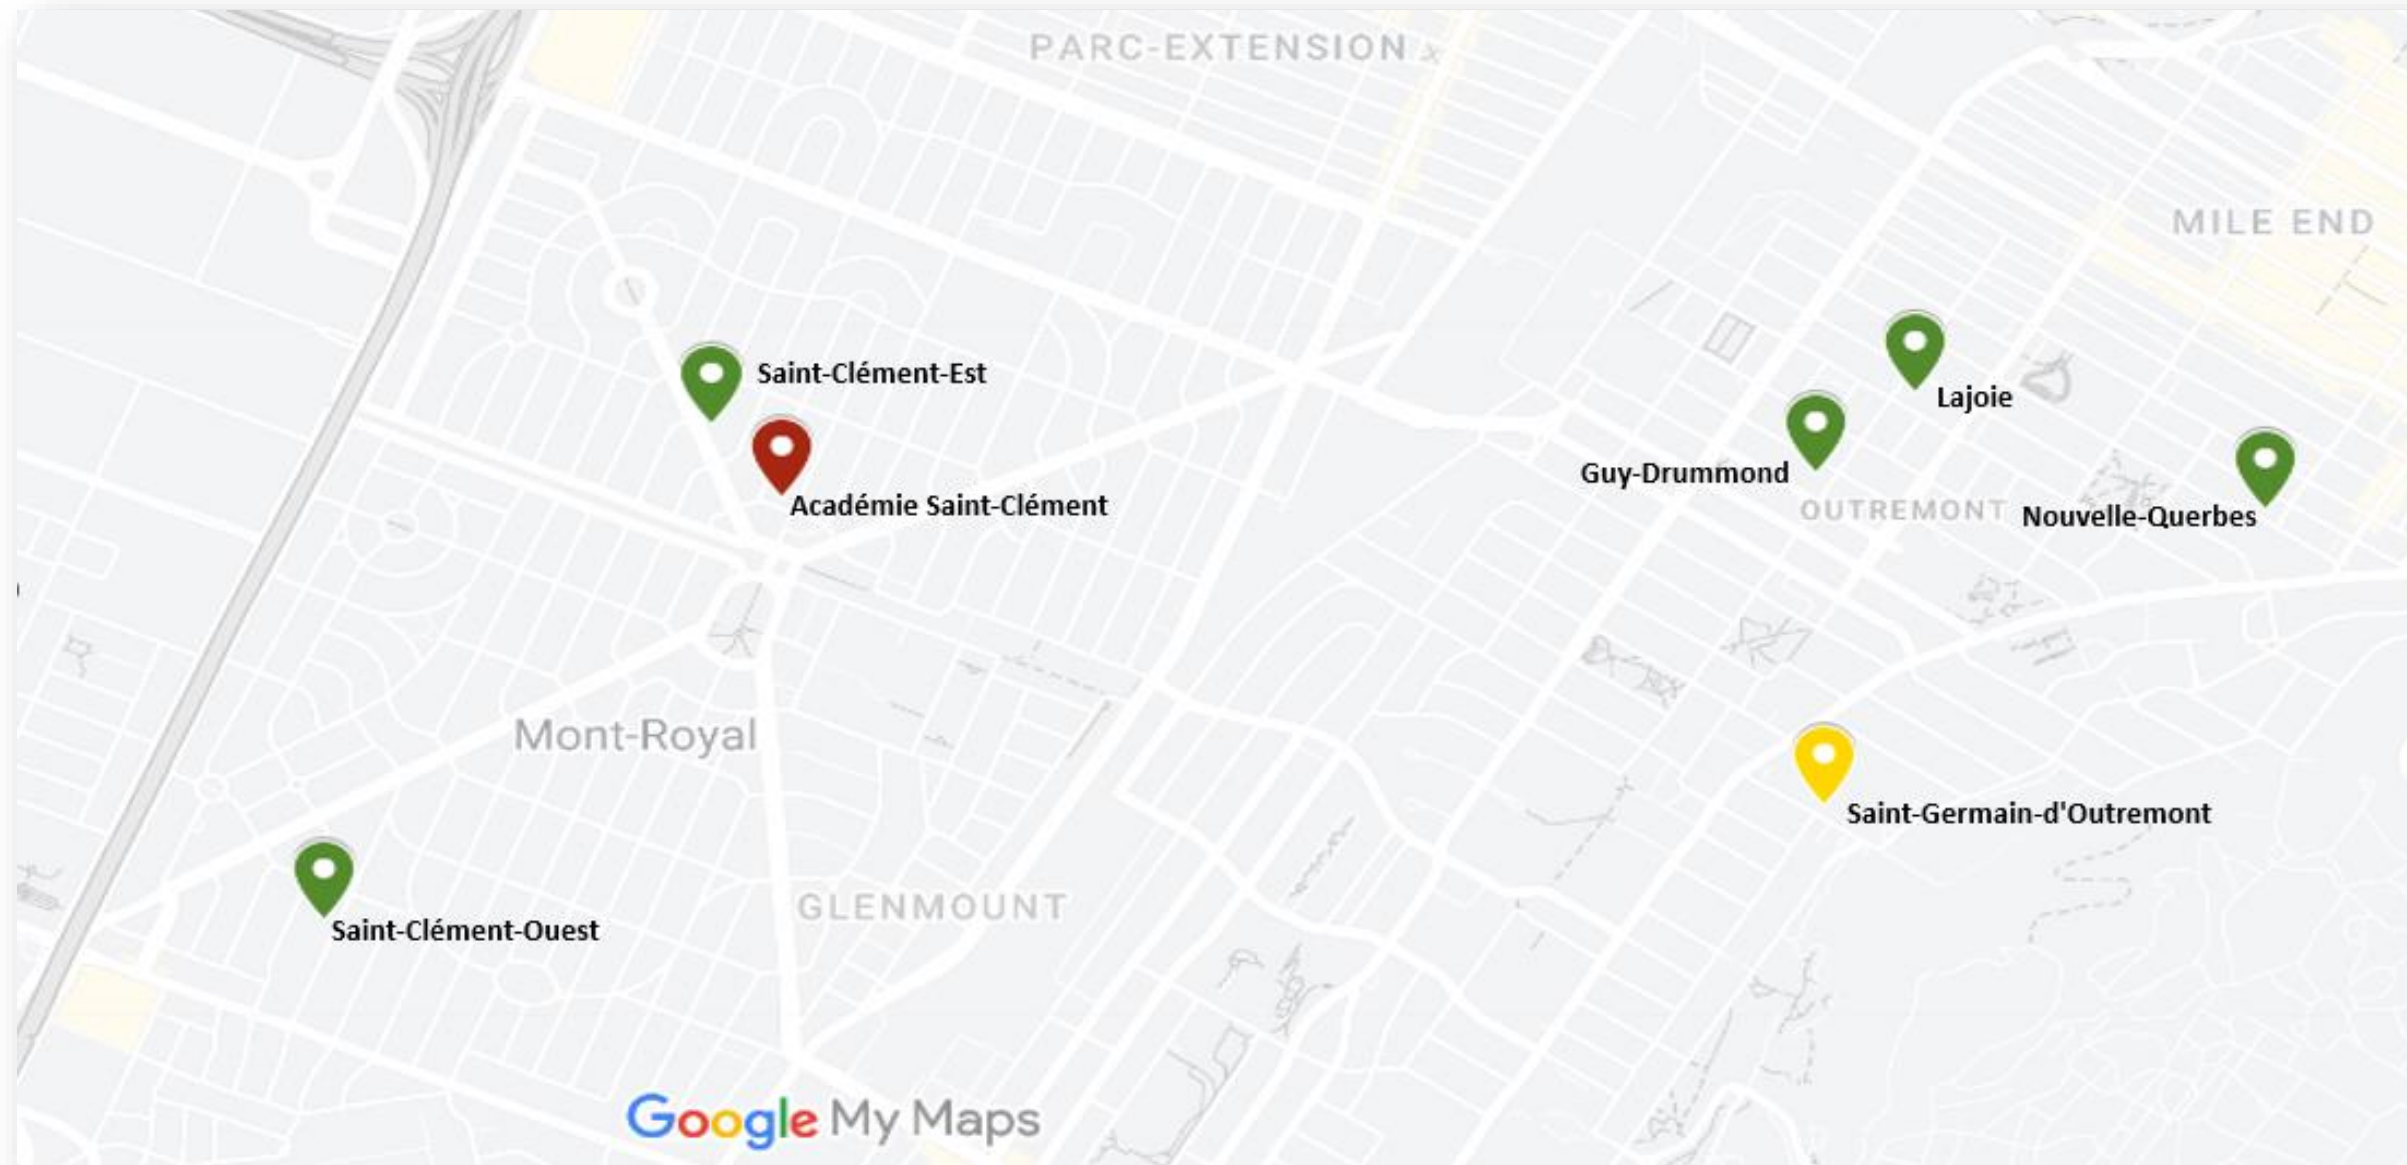 PARC-EXTENSION
MILE END
Saint-Clément-Est
Lajoie
Guy-Drummond
Académie Saint-Clément
OUTREMONT
Nouvelle-Querbes
Mont-Royal
Saint-Germain-d'Outremont
GLENMOUNT
Saint-Clément-Ouest
Google My Maps